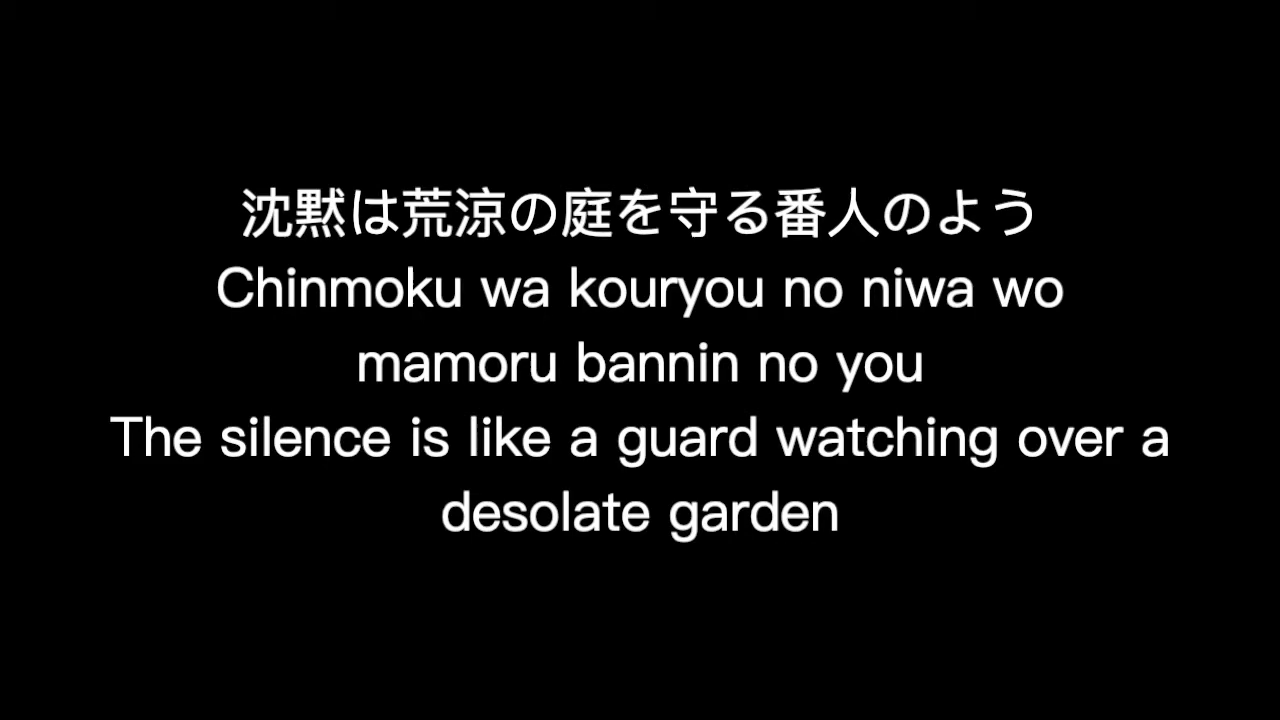 沈黙は荒涼の庭を守る番人のよう
Chinmoku wa kouryou no niwa wo
mamoru bannin no you
The silence is like a guard watching over a
desolate garden